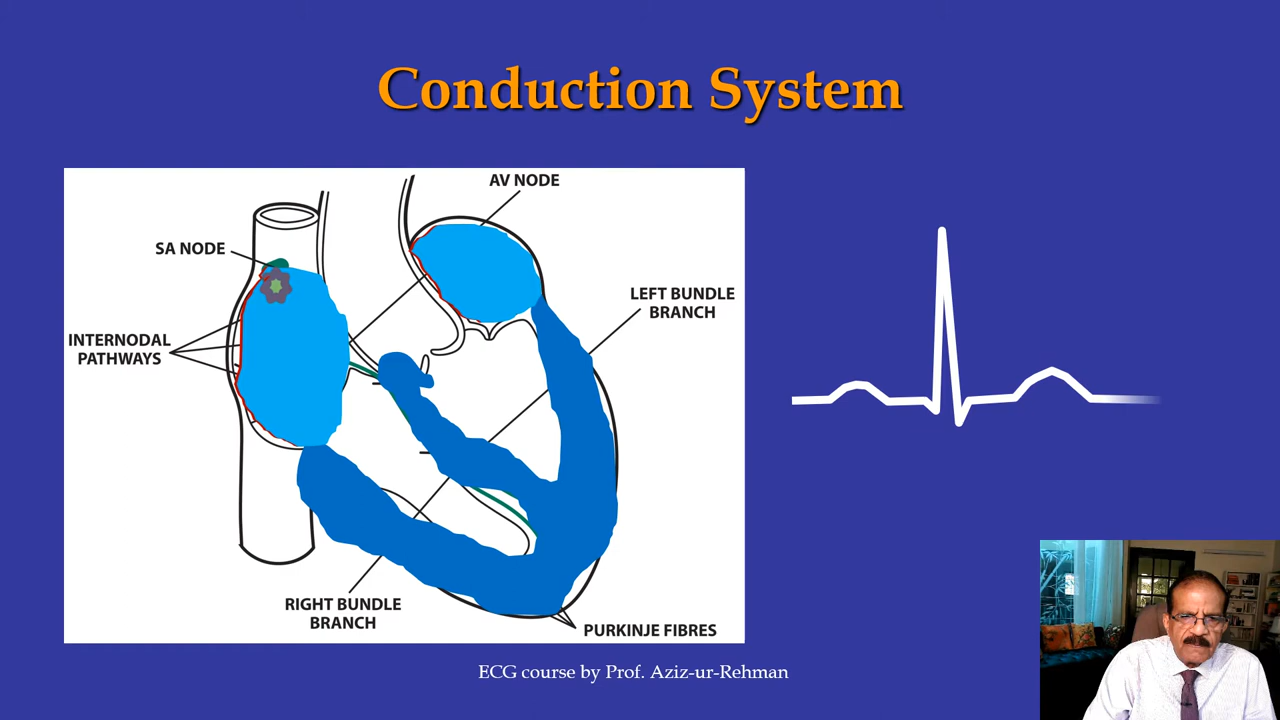 Conduction System
AV NODE
SA NODE
LEFT BUNDLE
BRANCH
INTERNODAL
PATHWAYS
RIGHT BUNDLE
BRANCH
PURKINJE FIBRES
ECG course by Prof. Aziz-ur-Rehman